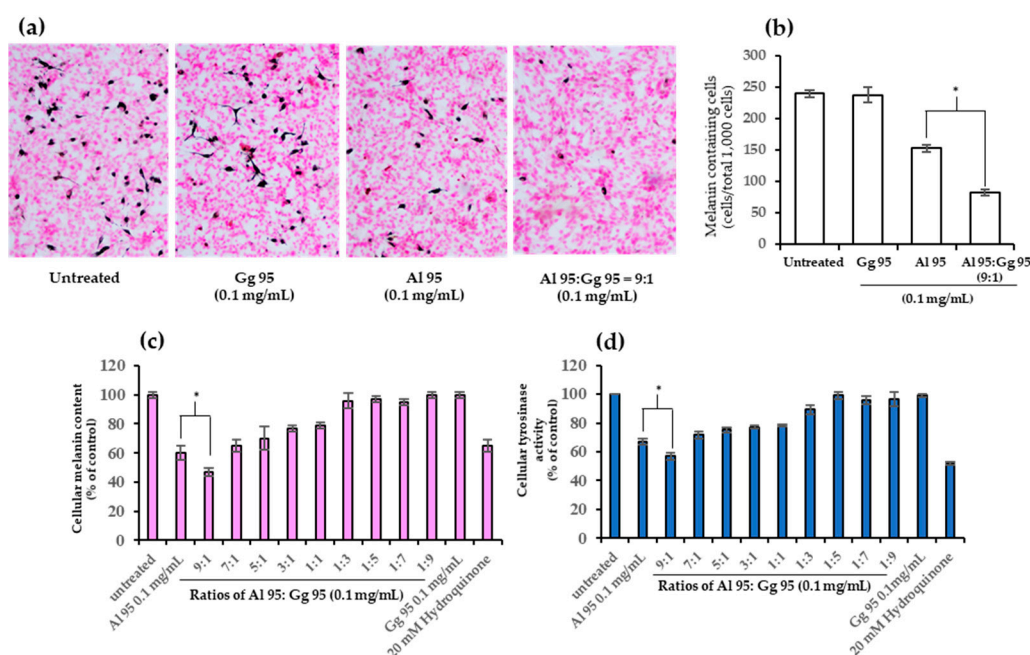 (a)
Untreated
Gg 95
(0.1 mg/mL)
Al 95
(0.1 mg/mL)
Al 95:Gg 95 = 9:1
(0.1 mg/mL)
(b)
Melanin containing cells
(cells/total 1,000 cells)
300
250
200
150
100
50
0
*
Untreated
Gg 95
Al 95
Al 95:Gg 95
(9:1)
(0.1 mg/mL)
(c)
Cellular melanin content
(% of control)
120
100
80
60
40
20
0
*
untreated
Al 95 0.1 mg/mL
9:1
7:1
5:1
3:1
1:1
1:3
1:5
1:7
1:9
Gg 95 0.1 mg/mL
20 mM Hydroquinone
Ratios of Al 95: Gg 95 (0.1 mg/mL)
(d)
Cellular tyrosinase
activity
(% of control)
120
100
80
60
40
20
0
*
untreated
Al 95 0.1 mg/mL
9:1
7:1
5:1
3:1
1:1
1:3
1:5
1:7
1:9
Gg 95 0.1mg/mL
20 mM Hydroquinone
Ratios of Al 95: Gg 95 (0.1 mg/mL)